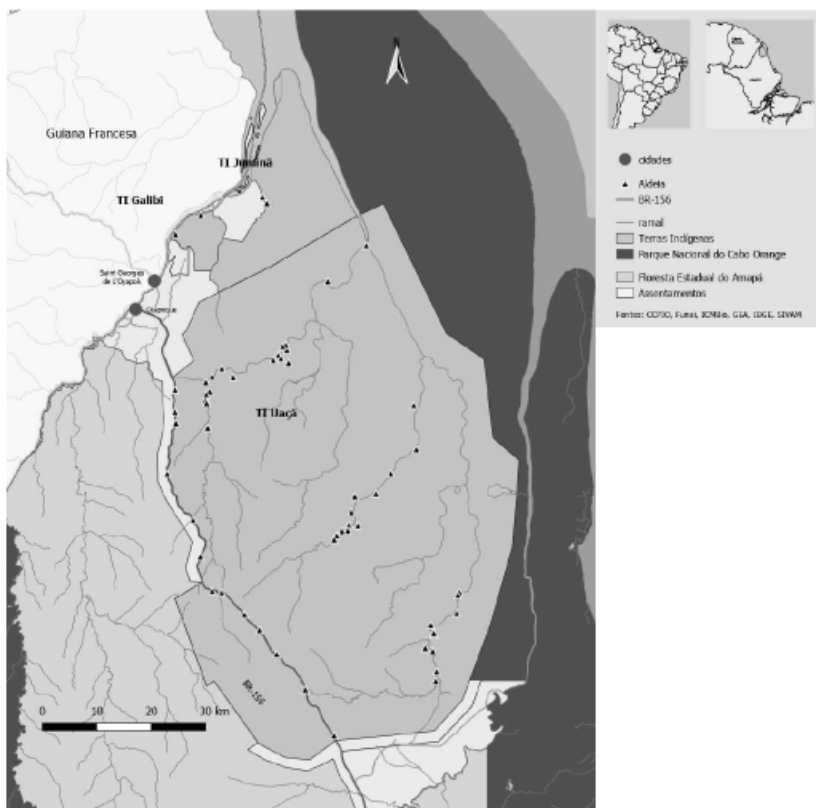 N
Guiana Francesa
TI Juminã
TI Galibi
Saint Georges
de L'Oyapok
Oiapoque
TI Uaçá
BR-156
0 10 20 30 km
cidades
Aldeia
BR-156
ramal
Terras Indígenas
Parque Nacional do Cabo Orange
Floresta Estadual do Amapá
Assentamentos
Fontes: CCPIO, Funai, ICMBio, GEA, IBGE, SIVAM